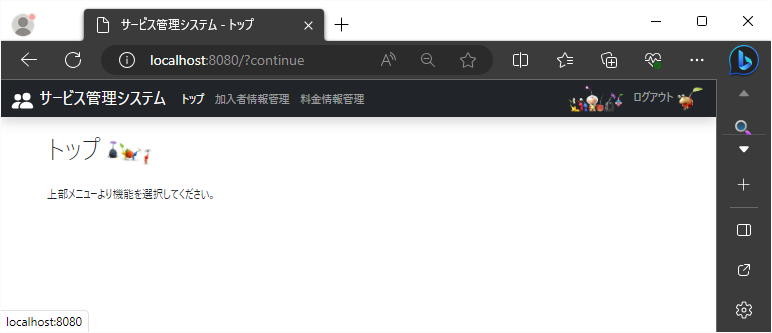 サービス管理システム - トップ
localhost:8080/?continue
サービス管理システム トップ 加入者情報管理 料金情報管理 ログアウト
トップ
上部メニューより機能を選択してください。
localhost:8080